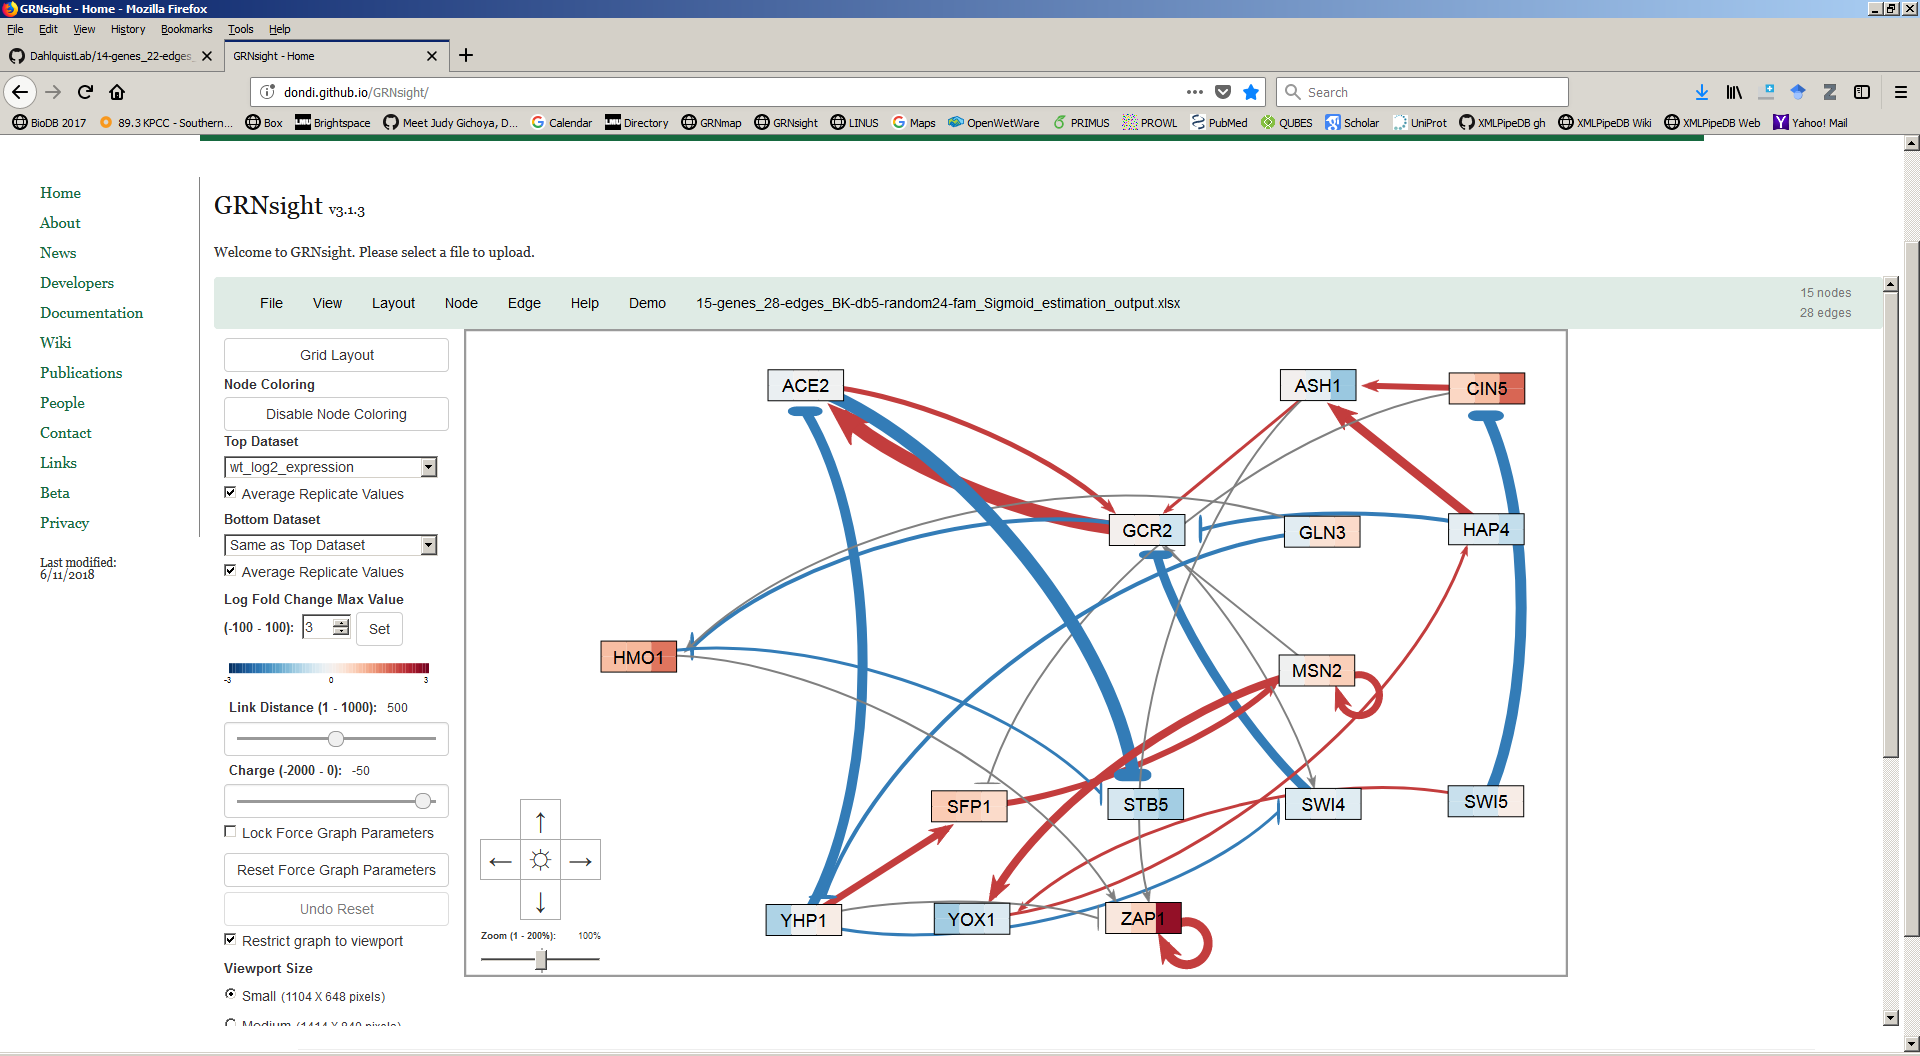 GRNsight - Home - Mozilla Firefox
File Edit View History Bookmarks Tools Help
DahlquistLab/14-genes_22-edges_ GRNsight - Home
dondi.github.io/GRNsight/ Search
BioDB 2017 89.3 KPCC - Southern... Box Brightspace Meet Judy Gichoya, D... Calendar Directory GRNmap GRNsight LINUS Maps OpenWetWare PRIMUS PROWL PubMed QUBES Scholar UniProt XMLPipeDB gh XMLPipeDB Wiki XMLPipeDB Web Yahoo! Mail
Home
About
News
Developers
Documentation
Wiki
Publications
People
Contact
Links
Beta
Privacy
Last modified:
6/11/2018
GRNsight v3.1.3
Welcome to GRNsight. Please select a file to upload.
File View Layout Node Edge Help Demo 15-genes_28-edges_BK-db5-random24-fam_Sigmoid_estimation_output.xlsx
15 nodes
28 edges
Grid Layout
Node Coloring
Disable Node Coloring
Top Dataset
wt_log2_expression
Average Replicate Values
Bottom Dataset
Same as Top Dataset
Average Replicate Values
Log Fold Change Max Value
(-100 - 100): 3 Set
-3 0 3
Link Distance (1 - 1000): 500
Charge (-2000 - 0): -50
Lock Force Graph Parameters
Reset Force Graph Parameters
Undo Reset
Restrict graph to viewport
Viewport Size
Small (1104 X 648 pixels)
Medium (1414 X 840 pixels)
ACE2 ASH1 CIN5
GCR2 GLN3 HAP4
HMO1 MSN2
SFP1 STB5 SWI4 SWI5
YHP1 YOX1 ZAP1
Zoom (1 - 200%): 100%